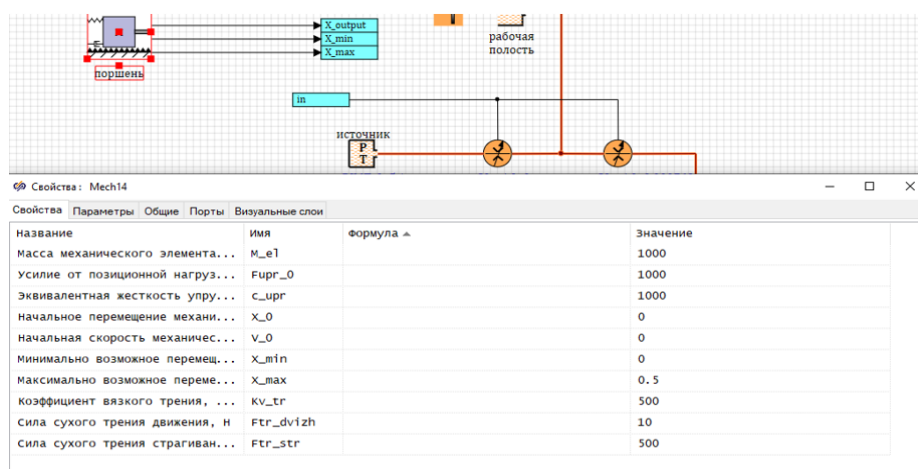 X_output
X_min
X_max
поршень
рабочая
полость
in
источник
P
T
Свойства: Mech14
Свойства Параметры Общие Порты Визуальные слои
Название Имя Формула Значение
Масса механического элемента... M_el 1000
Усилие от позиционной нагруз... Fupr_0 1000
Эквивалентная жесткость упру... c_upr 1000
Начальное перемещение механи... X_0 0
Начальная скорость механичес... V_0 0
Минимально возможное перемещ... X_min 0
Максимально возможное переме... X_max 0.5
Коэффициент вязкого трения, ... Kv_tr 500
Сила сухого трения движения, Н Ftr_dvizh 10
Сила сухого трения страгиван... Ftr_str 500